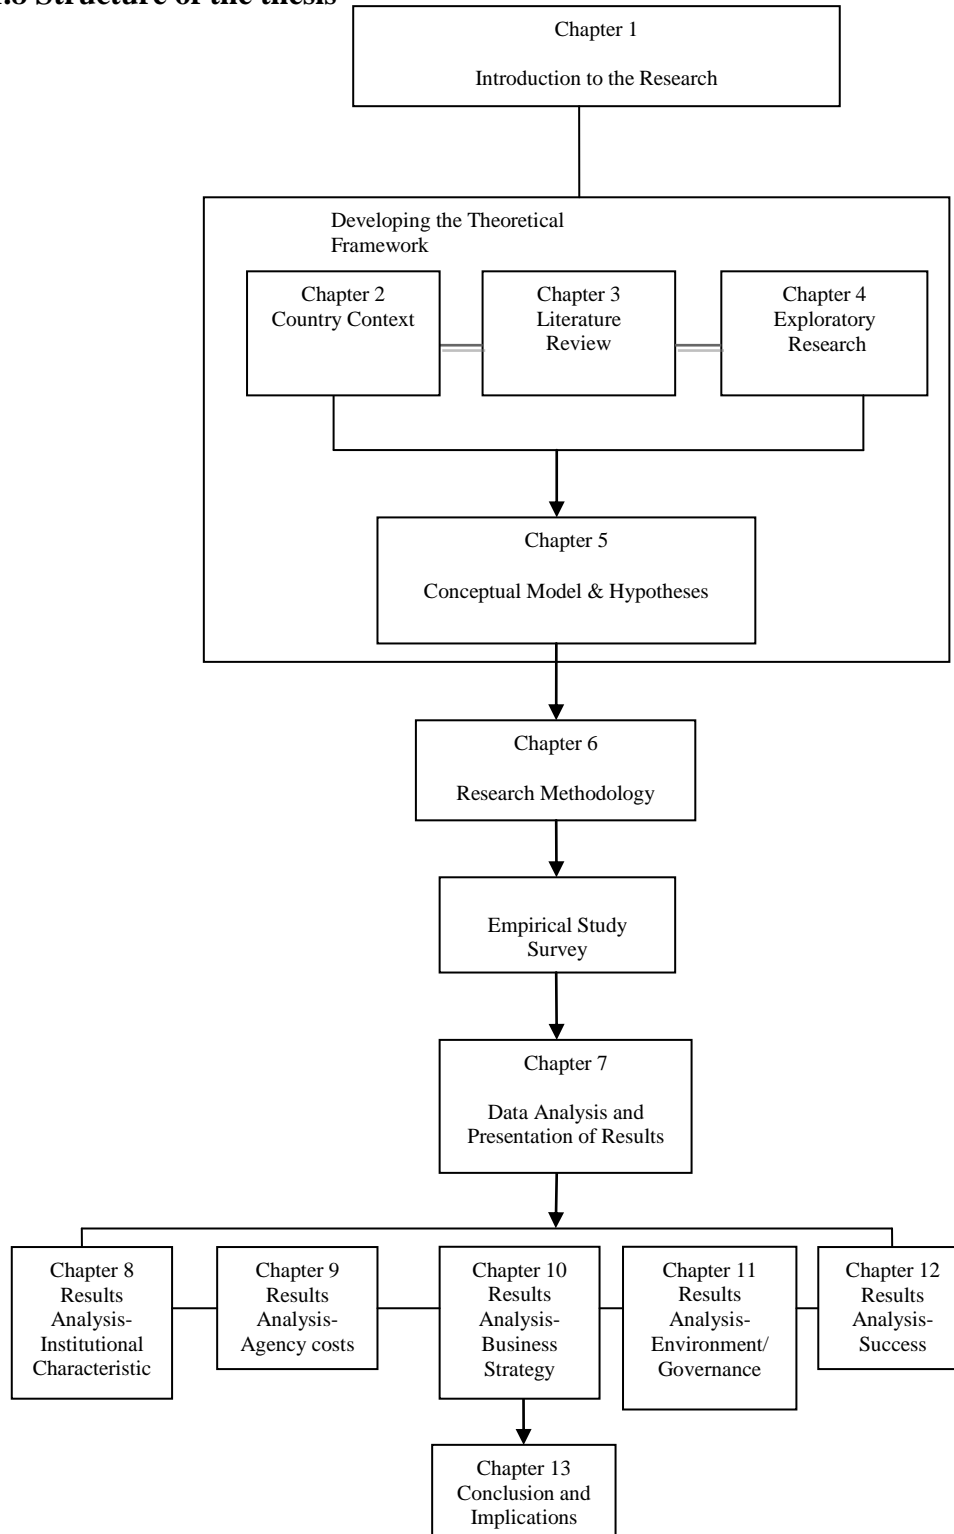 Structure of the thesis
Chapter 1
Introduction to the Research
Developing the Theoretical
Framework
Chapter 2
Country Context
Chapter 3
Literature
Review
Chapter 4
Exploratory
Research
Chapter 5
Conceptual Model & Hypotheses
Chapter 6
Research Methodology
Empirical Study
Survey
Chapter 7
Data Analysis and
Presentation of Results
Chapter 8
Results
Analysis-
Institutional
Characteristic
Chapter 9
Results
Analysis-
Agency costs
Chapter 10
Results
Analysis-
Business
Strategy
Chapter 11
Results
Analysis-
Environment/
Governance
Chapter 12
Results
Analysis-
Success
Chapter 13
Conclusion and
Implications